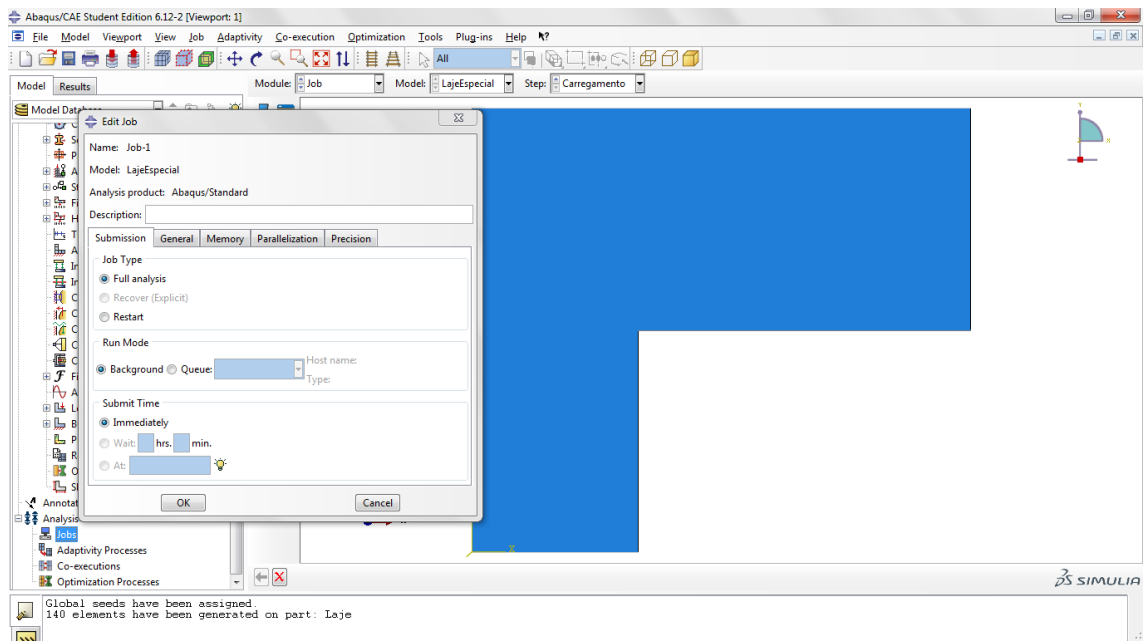 Abaqus/CAE Student Edition 6.12-2 [Viewport: 1]
File Model Viewport View Job Adaptivity Co-execution Optimization Tools Plug-ins Help
All
Model Results
Module: Job Model: LajeEspecial Step: Carregamento
Model
Edit Job
Name: Job-1
Model: LajeEspecial
Analysis product: Abaqus/Standard
Description:
Submission General Memory Parallelization Precision
Job Type
Full analysis
Recover (Explicit)
Restart
Run Mode
Background Queue: Host name:
Type:
Submit Time
Immediately
Wait: hrs. min.
At:
OK Cancel
Analysis
Jobs
Adaptivity Processes
Co-executions
Optimization Processes
Y
X
X
SIMULIA
Global seeds have been assigned.
140 elements have been generated on part: Laje